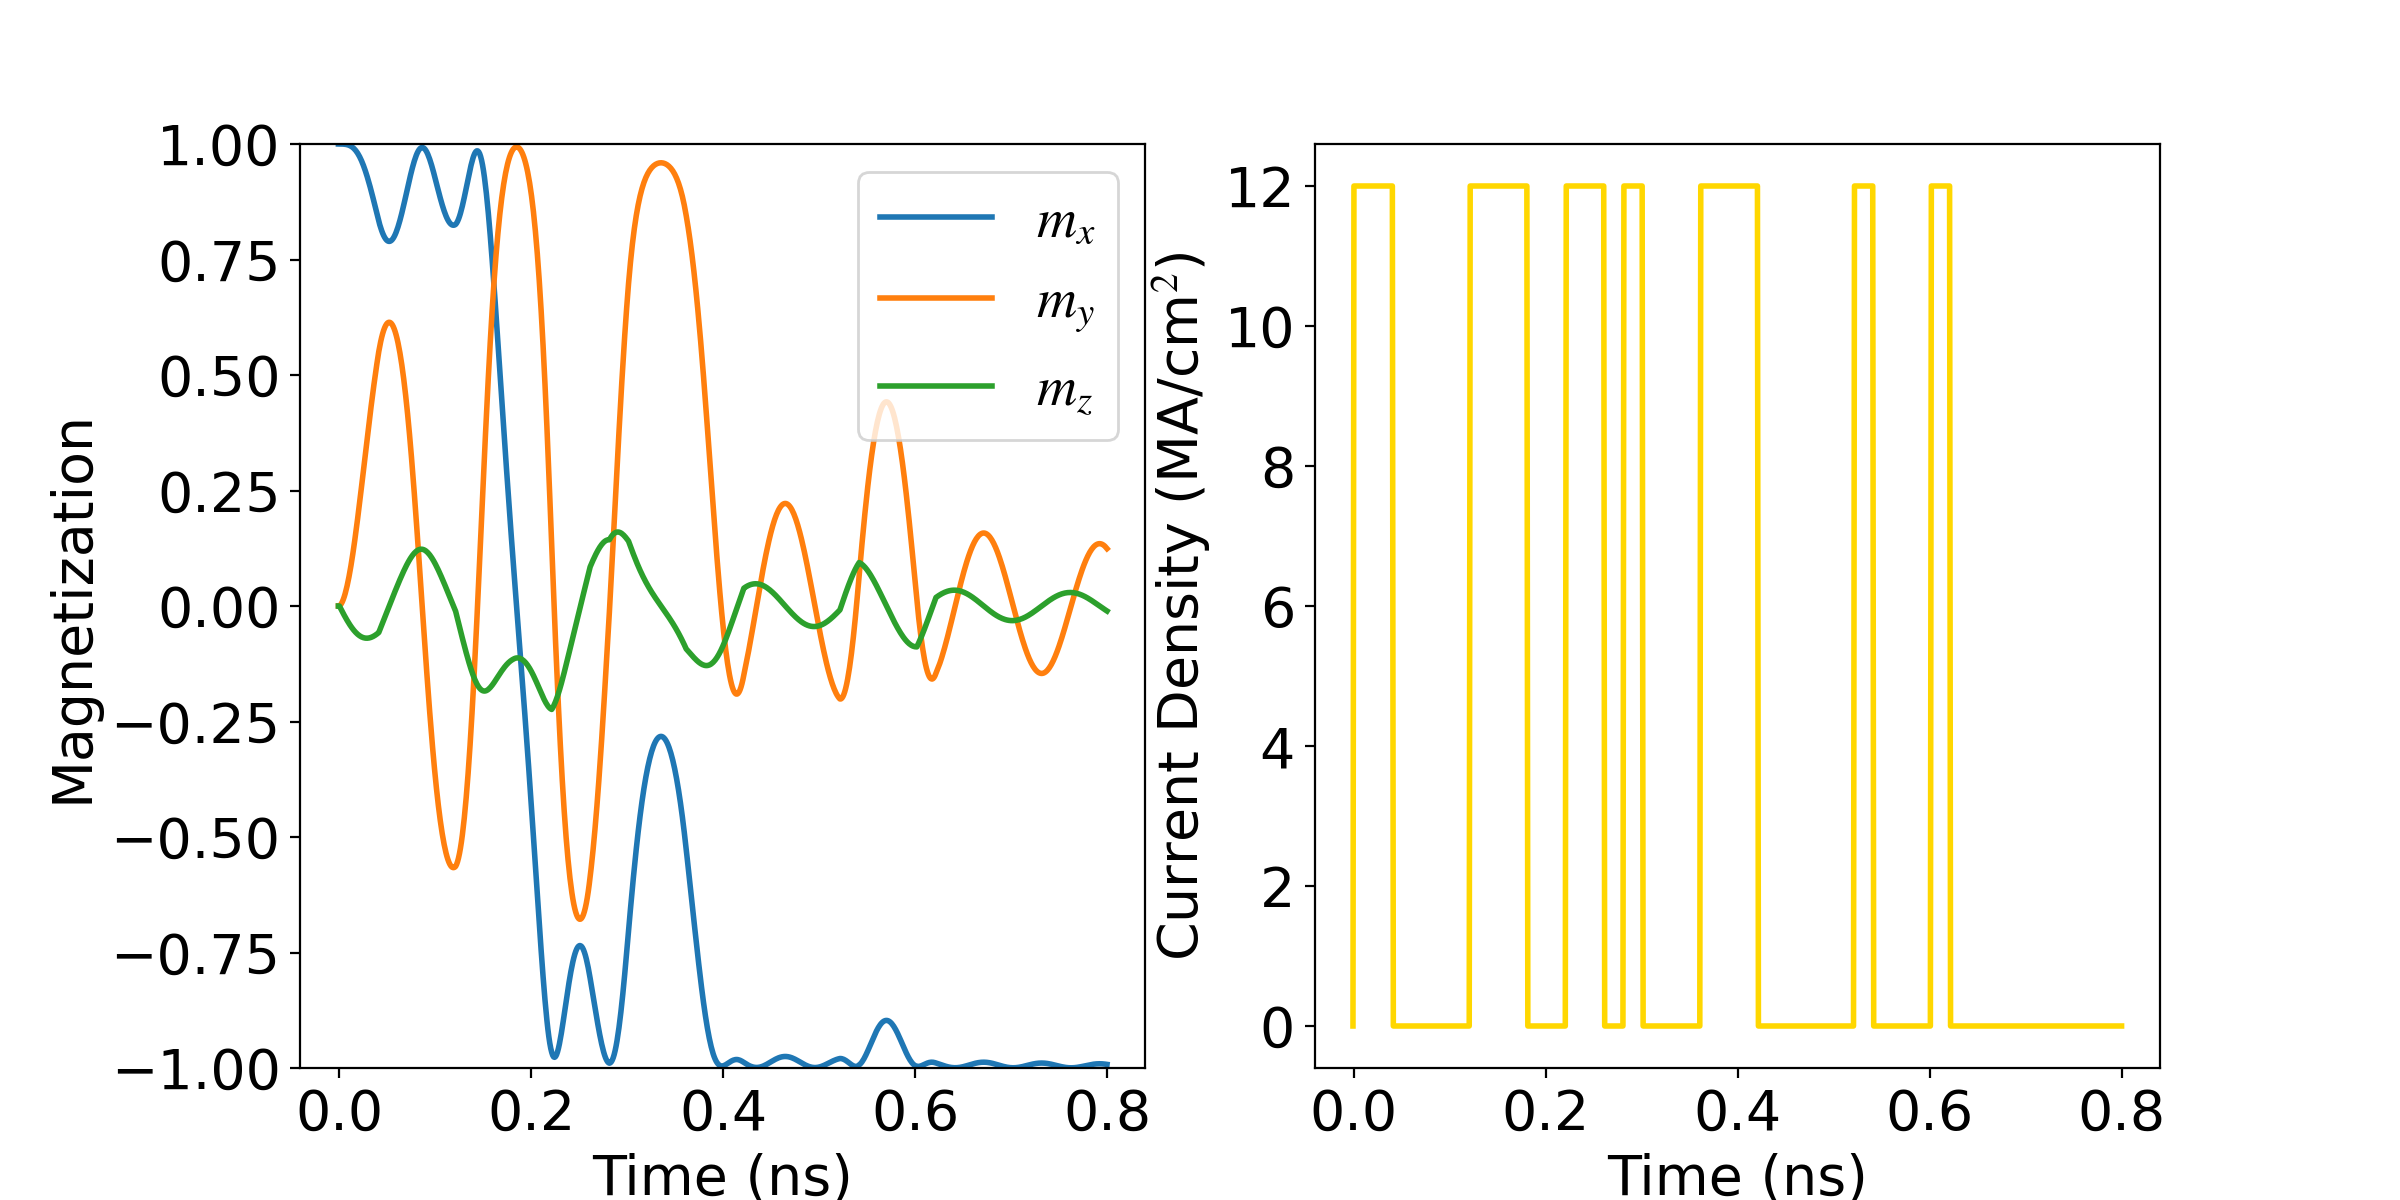 Magnetization
1.00
0.75
0.50
0.25
0.00
−0.25
−0.50
−0.75
−1.00
0.0 0.2 0.4 0.6 0.8
Time (ns)
m_x
m_y
m_z
Current Density (MA/cm²)
12
10
8
6
4
2
0
0.0 0.2 0.4 0.6 0.8
Time (ns)